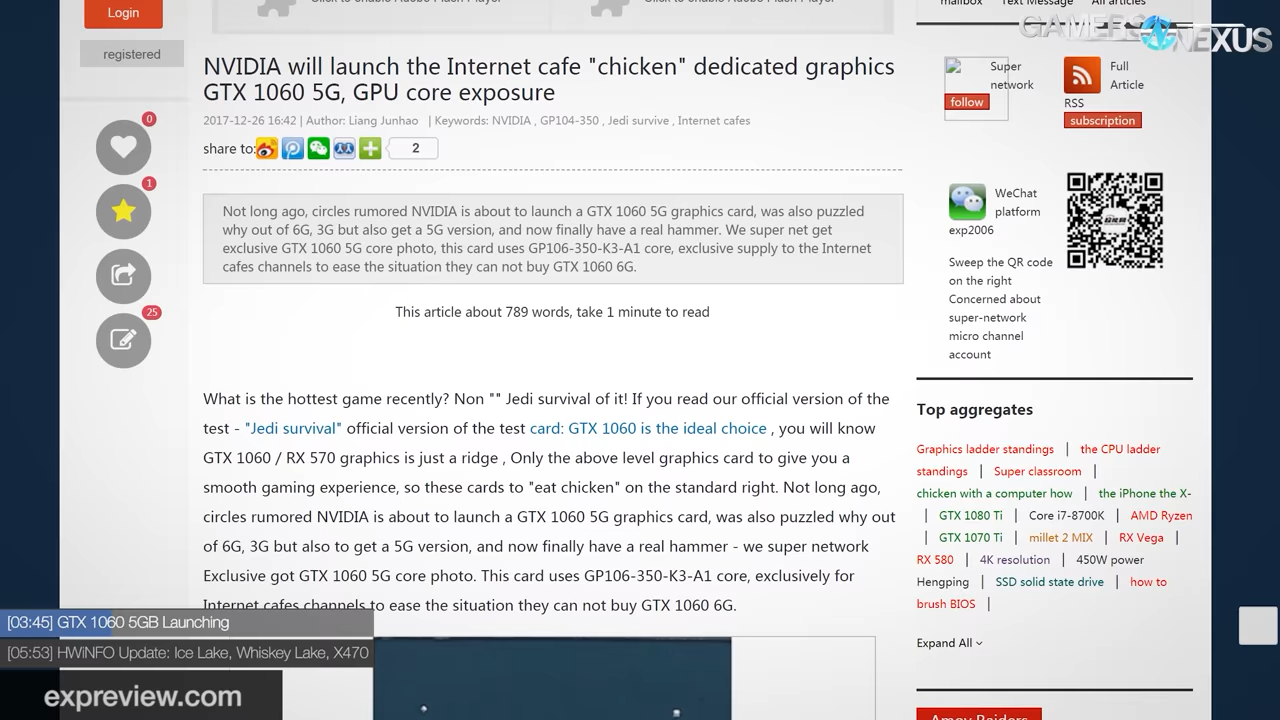 Click to enable Adobe Flash Player
Click to enable Adobe Flash Player
mailbox
Text Message
All articles
Login
registered
GAMERS NEXUS
NVIDIA will launch the Internet cafe "chicken" dedicated graphics
GTX 1060 5G, GPU core exposure
2017-12-26 16:42 | Author: Liang Junhao | Keywords: NVIDIA , GP104-350 , Jedi survive , Internet cafes
share to:
2
0
1
25
Not long ago, circles rumored NVIDIA is about to launch a GTX 1060 5G graphics card, was also puzzled
why out of 6G, 3G but also get a 5G version, and now finally have a real hammer. We super net get
exclusive GTX 1060 5G core photo, this card uses GP106-350-K3-A1 core, exclusive supply to the Internet
cafes channels to ease the situation they can not buy GTX 1060 6G.
This article about 789 words, take 1 minute to read
What is the hottest game recently? Non "" Jedi survival of it! If you read our official version of the
test - "Jedi survival" official version of the test card: GTX 1060 is the ideal choice , you will know
GTX 1060 / RX 570 graphics is just a ridge , Only the above level graphics card to give you a
smooth gaming experience, so these cards to "eat chicken" on the standard right. Not long ago,
circles rumored NVIDIA is about to launch a GTX 1060 5G graphics card, was also puzzled why out
of 6G, 3G but also to get a 5G version, and now finally have a real hammer - we super network
Exclusive got GTX 1060 5G core photo. This card uses GP106-350-K3-A1 core, exclusively for
Internet cafes channels to ease the situation they can not buy GTX 1060 6G.
Super
network
follow
Full
Article
RSS
subscription
WeChat
platform
exp2006
Sweep the QR code
on the right
Concerned about
super-network
micro channel
account
Top aggregates
Graphics ladder standings | the CPU ladder
standings | Super classroom |
chicken with a computer how | the iPhone the X-
| GTX 1080 Ti | Core i7-8700K | AMD Ryzen
| GTX 1070 Ti | millet 2 MIX | RX Vega |
RX 580 | 4K resolution | 450W power
Hengping | SSD solid state drive | how to
brush BIOS |
Expand All
Amoy Raiders
[03:45] GTX 1060 5GB Launching
[05:53] HWiNFO Update: Ice Lake, Whiskey Lake, X470
expreview.com